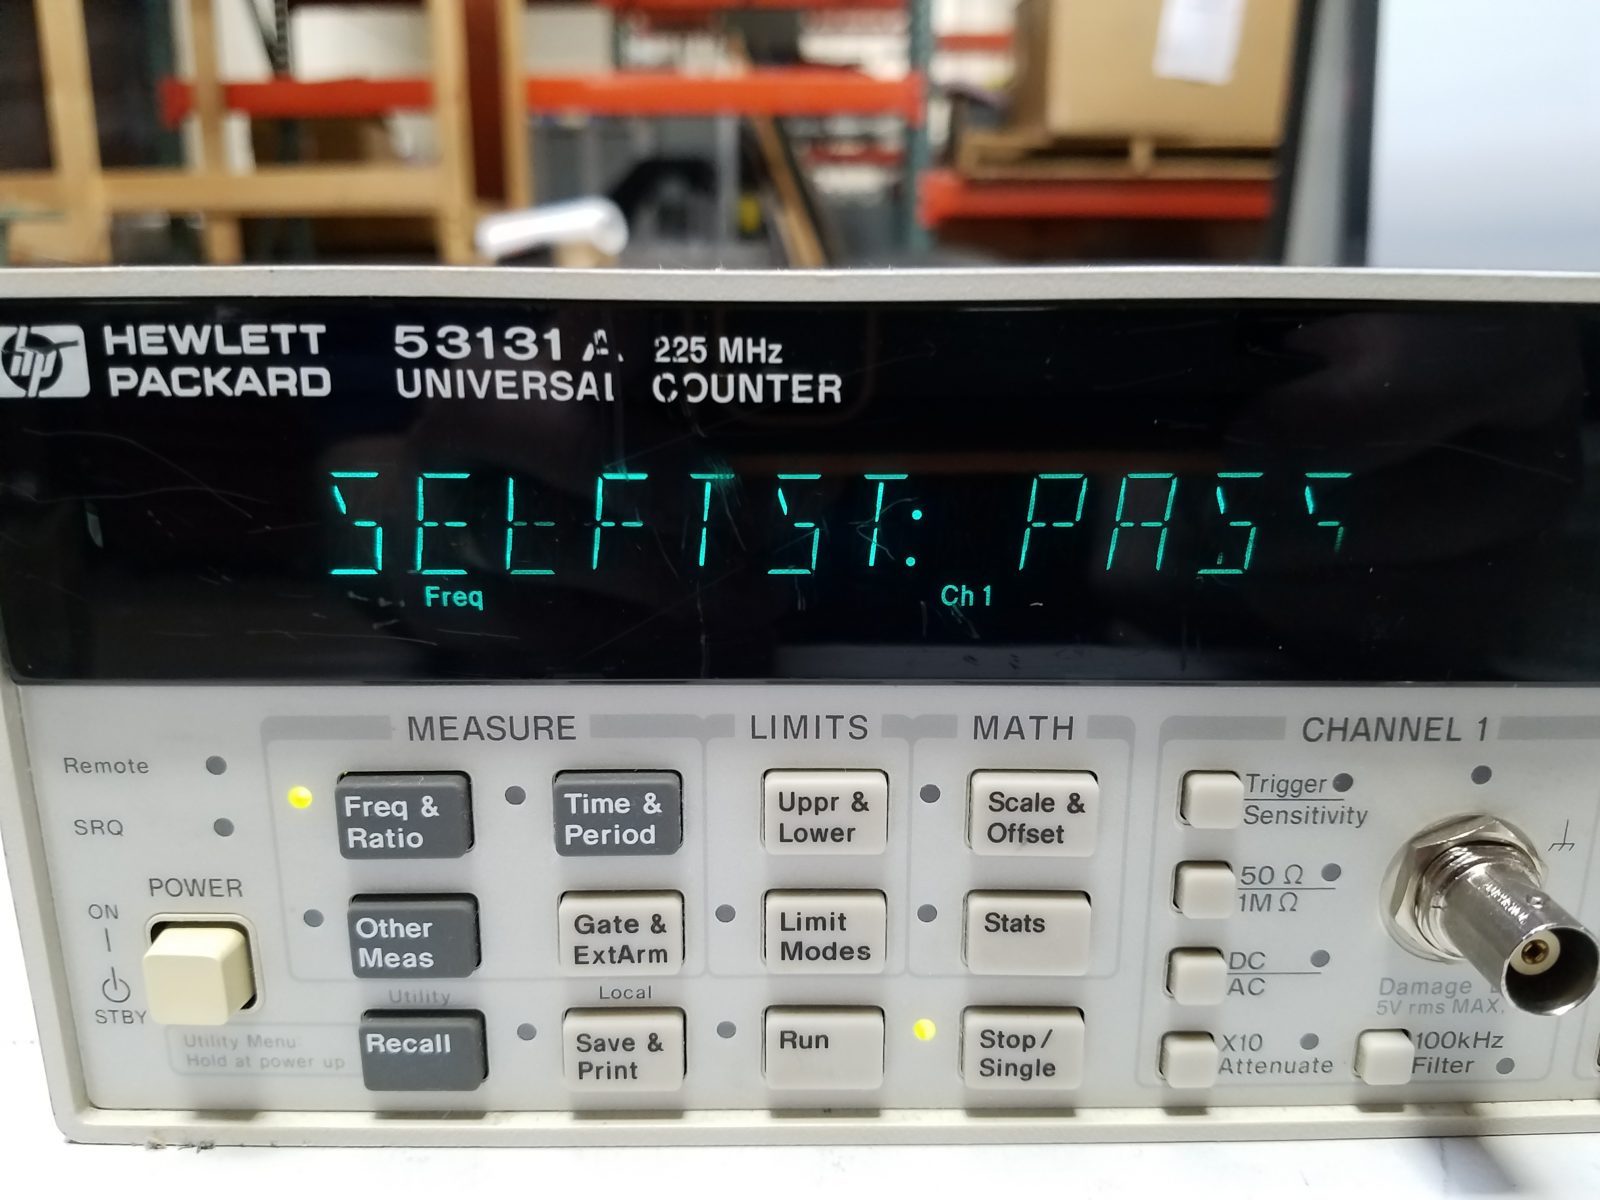 hp HEWLETT PACKARD
53131A 225 MHz
UNIVERSAL COUNTER
SELFTST: PASS
Freq Ch 1
MEASURE
LIMITS
MATH
CHANNEL 1
Remote
SRQ
POWER
ON
STBY
Utility Menu:
Hold at power up
Freq &
Ratio
Time &
Period
Uppr &
Lower
Scale &
Offset
Other
Meas
Gate &
ExtArm
Limit
Modes
Stats
Utility
Local
Recall
Save &
Print
Run
Stop/
Single
Trigger
Sensitivity
50 Ω
1M Ω
DC
AC
X10
Attenuate
100kHz
Filter
Damage
5V rms MAX,